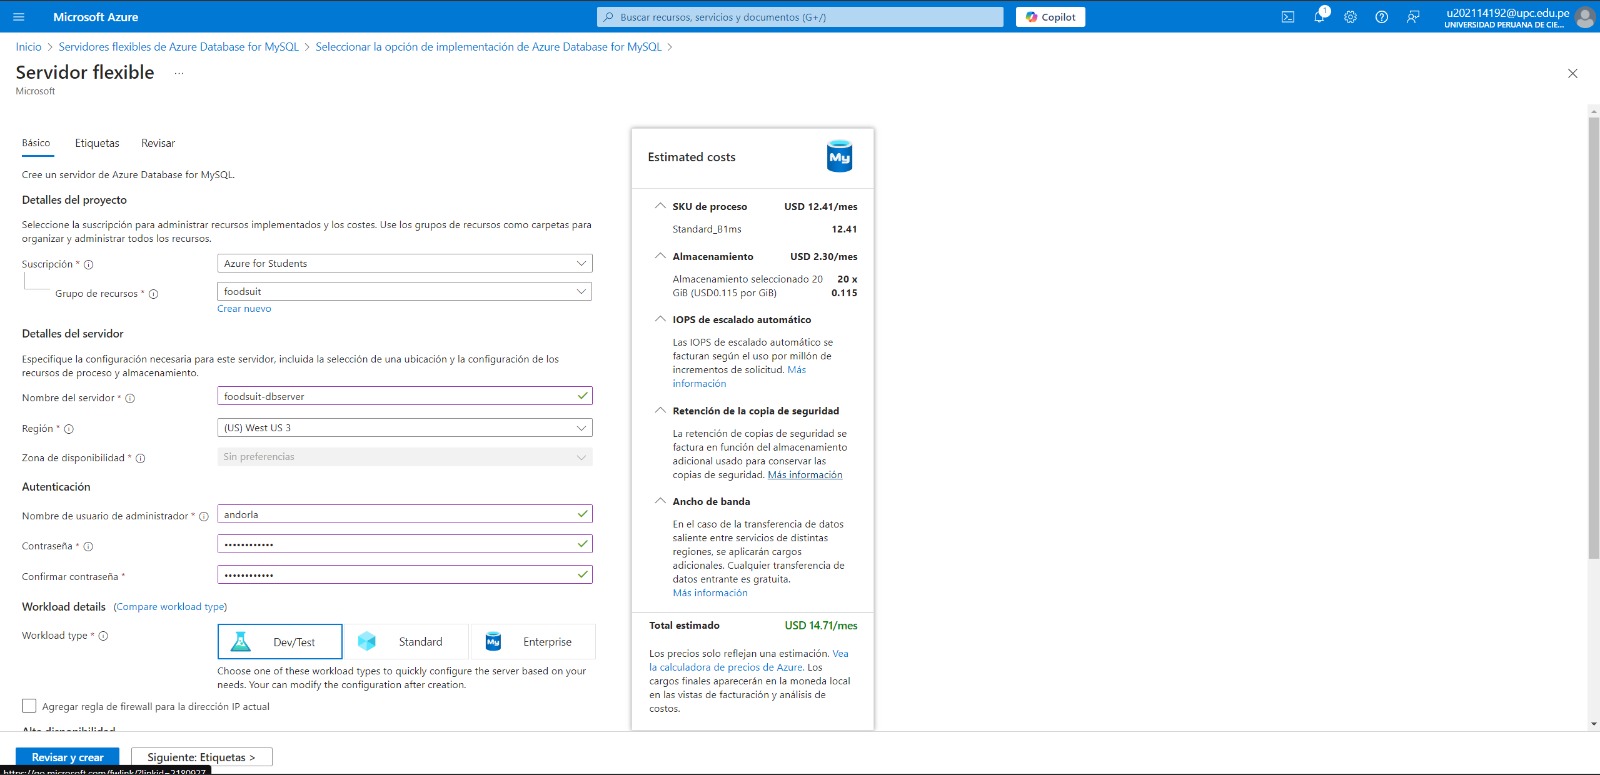 Microsoft Azure
Buscar recursos, servicios y documentos (G+/)
Copilot
1
u202114192@upc.edu.pe
UNIVERSIDAD PERUANA DE CIE...
Inicio > Servidores flexibles de Azure Database for MySQL > Seleccionar la opción de implementación de Azure Database for MySQL >
Servidor flexible ...
Microsoft
Básico Etiquetas Revisar
Cree un servidor de Azure Database for MySQL.
Detalles del proyecto
Seleccione la suscripción para administrar recursos implementados y los costes. Use los grupos de recursos como carpetas para
organizar y administrar todos los recursos.
Suscripción *
Azure for Students
Grupo de recursos *
foodsuit
Crear nuevo
Detalles del servidor
Especifique la configuración necesaria para este servidor, incluida la selección de una ubicación y la configuración de los
recursos de proceso y almacenamiento.
Nombre del servidor *
foodsuit-dbserver
Región *
(US) West US 3
Zona de disponibilidad *
Sin preferencias
Autenticación
Nombre de usuario de administrador *
andorla
Contraseña *
••••••••••••
Confirmar contraseña *
••••••••••••
Workload details (Compare workload type)
Workload type *
Dev/Test
Standard
My
Enterprise
Choose one of these workload types to quickly configure the server based on your
needs. Your can modify the configuration after creation.
Agregar regla de firewall para la dirección IP actual
Alta disponibilidad
Revisar y crear
Siguiente: Etiquetas >
https://go.microsoft.com/fwlink/?linkid=2180927
Estimated costs
My
SKU de proceso USD 12.41/mes
Standard_B1ms 12.41
Almacenamiento USD 2.30/mes
Almacenamiento seleccionado 20 20 x
GiB (USD0.115 por GiB) 0.115
IOPS de escalado automático
Las IOPS de escalado automático se
facturan según el uso por millón de
incrementos de solicitud. Más
información
Retención de la copia de seguridad
La retención de copias de seguridad se
factura en función del almacenamiento
adicional usado para conservar las
copias de seguridad. Más información
Ancho de banda
En el caso de la transferencia de datos
saliente entre servicios de distintas
regiones, se aplicarán cargos
adicionales. Cualquier transferencia de
datos entrante es gratuita.
Más información
Total estimado USD 14.71/mes
Los precios solo reflejan una estimación. Vea
la calculadora de precios de Azure. Los
cargos finales aparecerán en la moneda local
en las vistas de facturación y análisis de
costos.